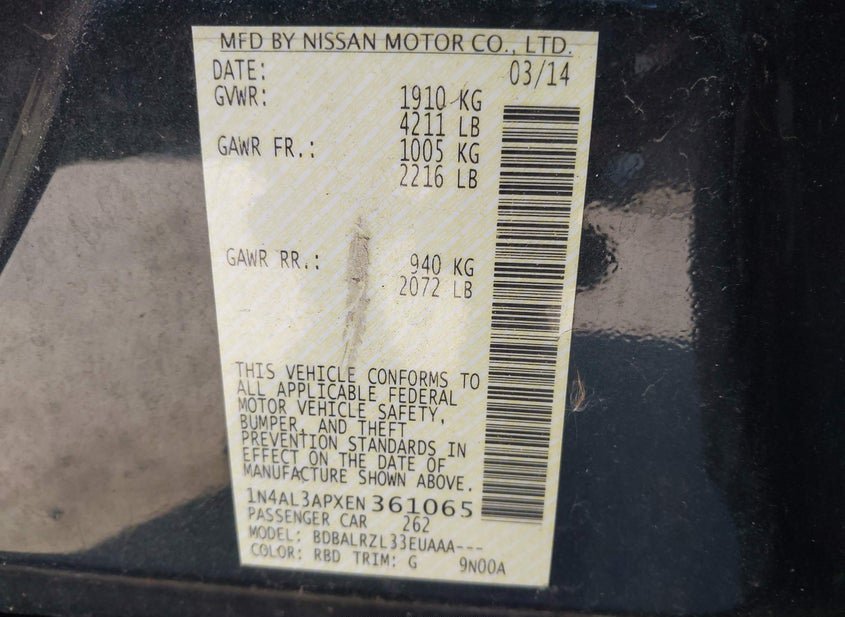 MFD BY NISSAN MOTOR CO., LTD.
DATE: 03/14
GVWR: 1910 KG
4211 LB
GAWR FR.: 1005 KG
2216 LB
GAWR RR.: 940 KG
2072 LB
THIS VEHICLE CONFORMS TO
ALL APPLICABLE FEDERAL
MOTOR VEHICLE SAFETY,
BUMPER, AND THEFT
PREVENTION STANDARDS IN
EFFECT ON THE DATE OF
MANUFACTURE SHOWN ABOVE.
1N4AL3APXEN361065
PASSENGER CAR 262
MODEL: BDBALRZL33EUAAA---
COLOR: RBD TRIM: G 9N00A